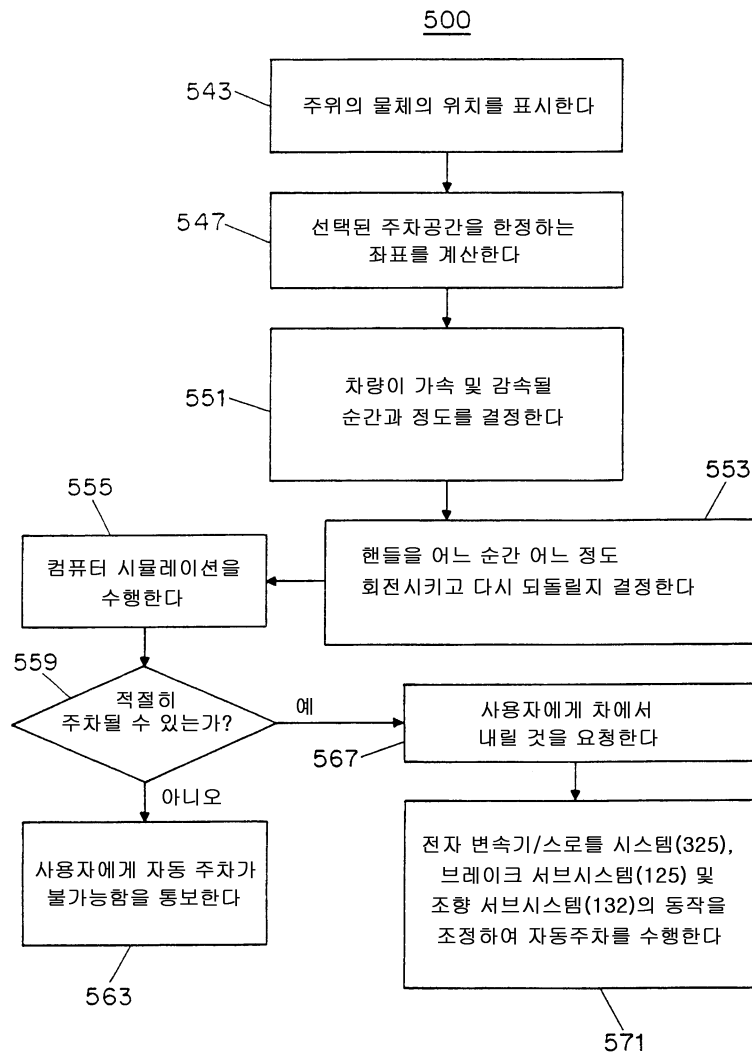 500
543
주위의 물체의 위치를 표시한다
547
선택된 주차공간을 한정하는
좌표를 계산한다
551
차량이 가속 및 감속될
순간과 정도를 결정한다
553
핸들을 어느 순간 어느 정도
회전시키고 다시 되돌릴지 결정한다
555
컴퓨터 시뮬레이션을
수행한다
559
적절히
주차될 수 있는가?
예
아니오
567
사용자에게 차에서
내릴 것을 요청한다
563
사용자에게 자동 주차가
불가능함을 통보한다
전자 변속기/스로틀 시스템(325),
브레이크 서브시스템(125) 및
조향 서브시스템(132)의 동작을
조정하여 자동주차를 수행한다
571